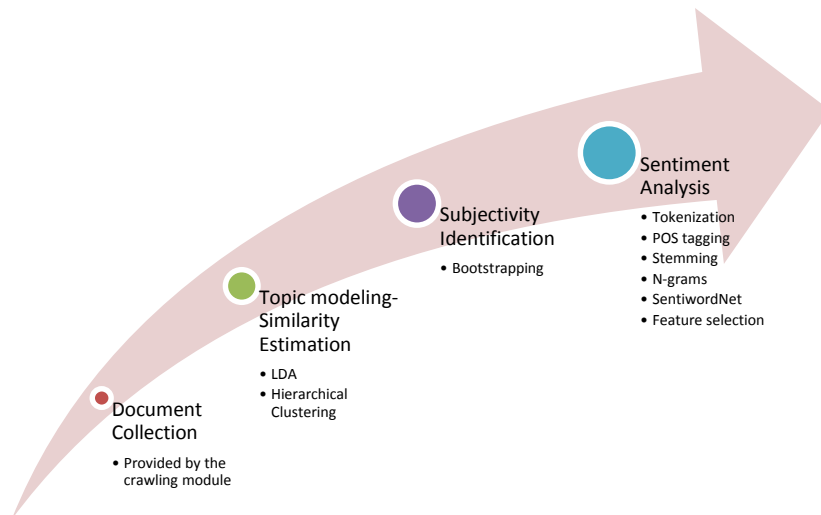 Document
Collection
• Provided by the
crawling module
Topic modeling-
Similarity
Estimation
• LDA
• Hierarchical
Clustering
Subjectivity
Identification
• Bootstrapping
Sentiment
Analysis
• Tokenization
• POS tagging
• Stemming
• N-grams
• SentiwordNet
• Feature selection